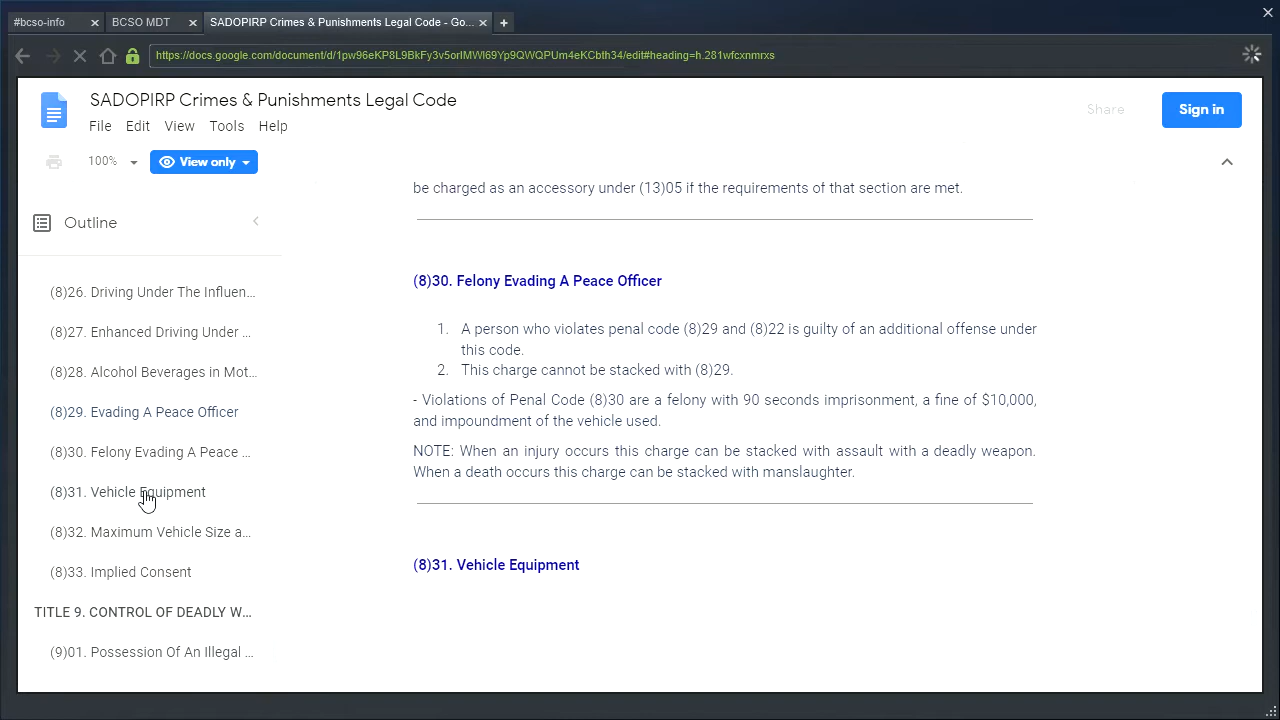 #bcso-info
BCSO MDT
SADOPIRP Crimes & Punishments Legal Code - Go...
https://docs.google.com/document/d/1pw96eKP8L9BkFy3v5orIMWI69Yp9QWQPUm4eKCbth34/edit#heading=h.281wfcxnmrxs
SADOPIRP Crimes & Punishments Legal Code
File Edit View Tools Help
Share
Sign in
100%
View only
Outline
(8)26. Driving Under The Influen...
(8)27. Enhanced Driving Under ...
(8)28. Alcohol Beverages in Mot...
(8)29. Evading A Peace Officer
(8)30. Felony Evading A Peace ...
(8)31. Vehicle Equipment
(8)32. Maximum Vehicle Size a...
(8)33. Implied Consent
TITLE 9. CONTROL OF DEADLY W...
(9)01. Possession Of An Illegal ...
be charged as an accessory under (13)05 if the requirements of that section are met.
(8)30. Felony Evading A Peace Officer
1. A person who violates penal code (8)29 and (8)22 is guilty of an additional offense under
this code.
2. This charge cannot be stacked with (8)29.
- Violations of Penal Code (8)30 are a felony with 90 seconds imprisonment, a fine of $10,000,
and impoundment of the vehicle used.
NOTE: When an injury occurs this charge can be stacked with assault with a deadly weapon.
When a death occurs this charge can be stacked with manslaughter.
(8)31. Vehicle Equipment